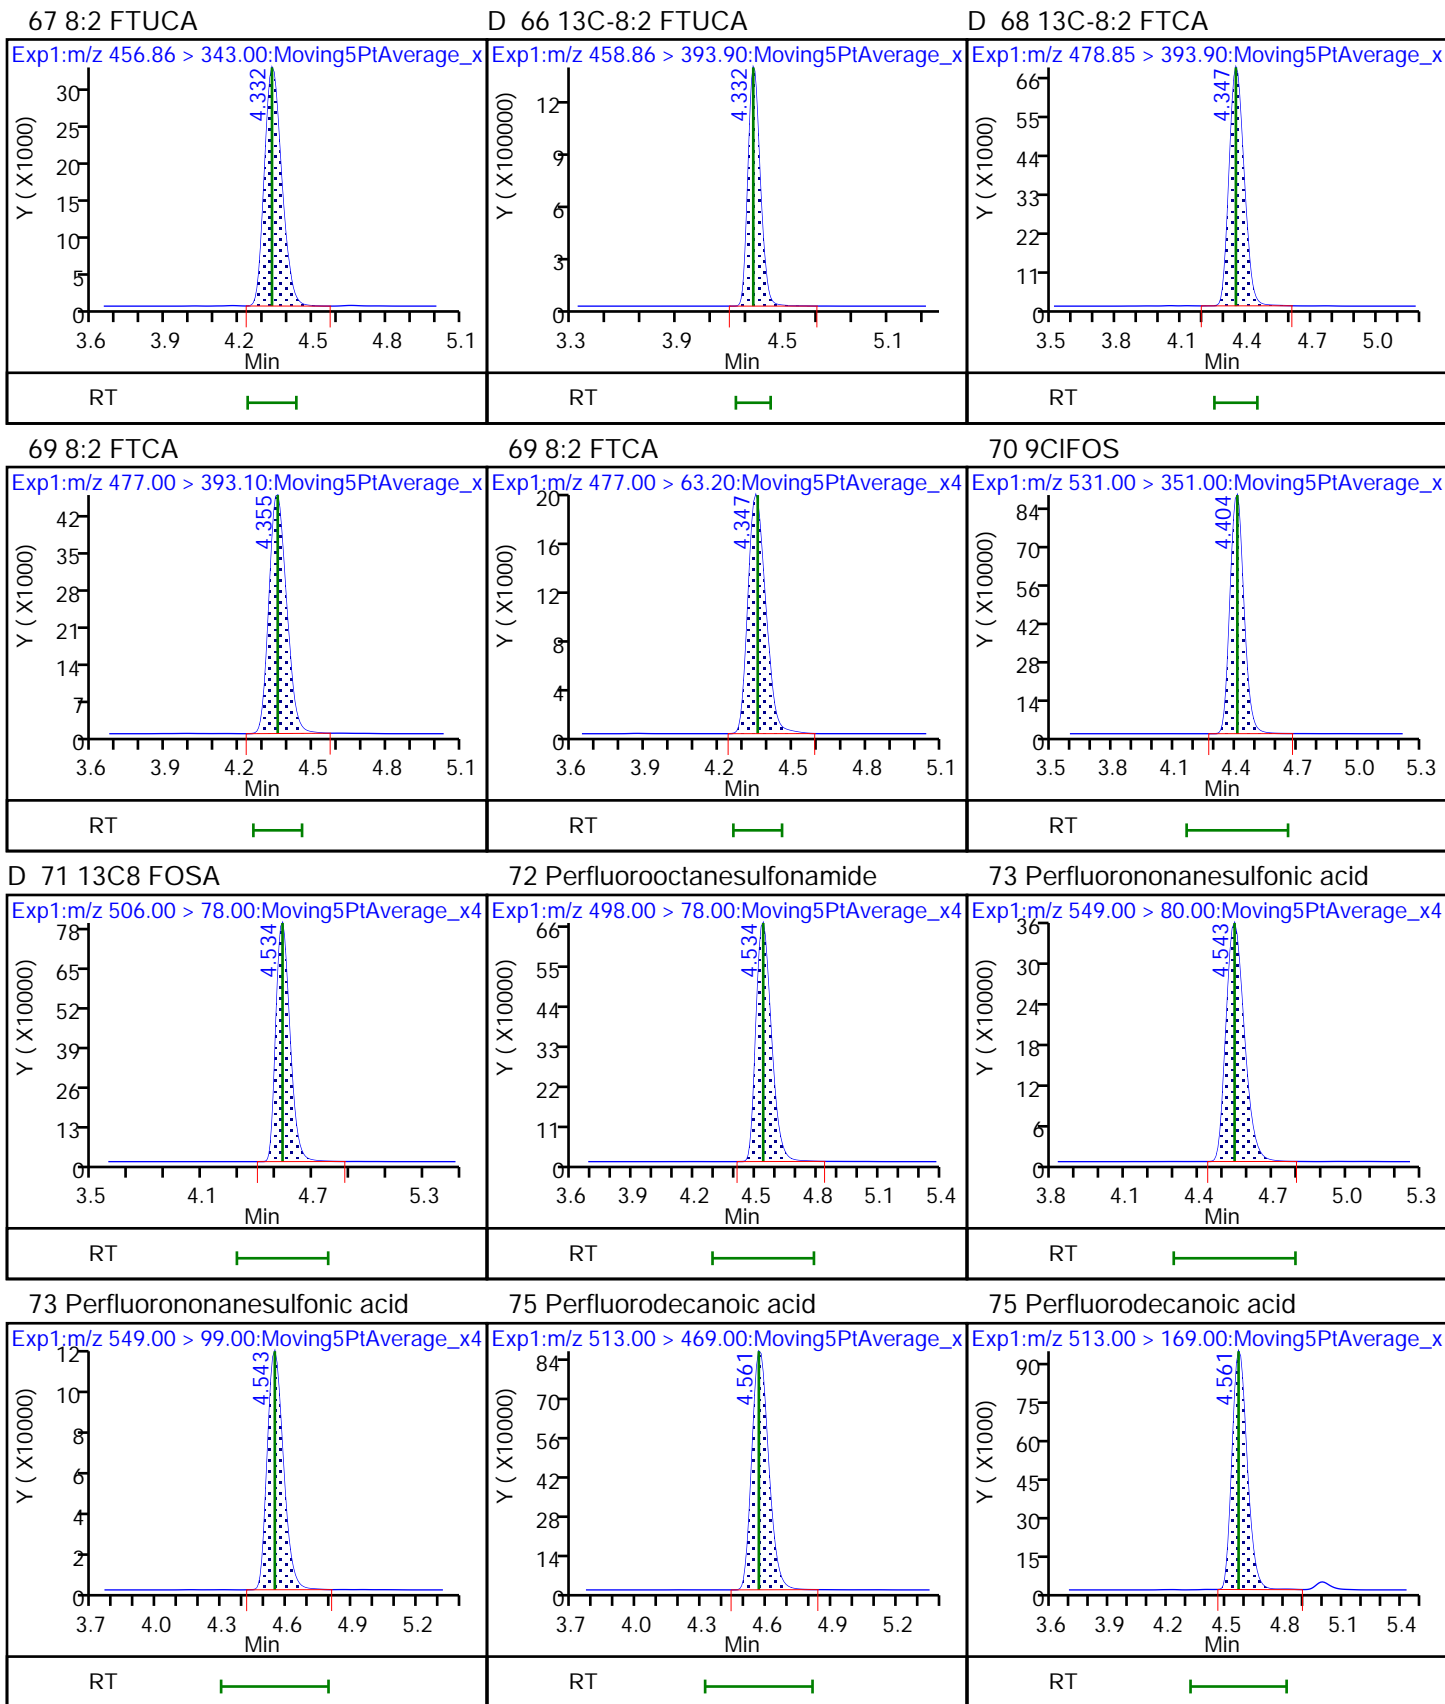 67 8:2 FTUCA
Exp1:m/z 456.86 > 343.00:Moving5PtAverage_x
4.332
Y ( X1000)
30
25
20
15
10
5
0
3.6 3.9 4.2 4.5 4.8 5.1
Min
RT
D 66 13C-8:2 FTUCA
Exp1:m/z 458.86 > 393.90:Moving5PtAverage_x
4.332
Y ( X100000)
12
9
6
3
0
3.3 3.9 4.5 5.1
Min
RT
D 68 13C-8:2 FTCA
Exp1:m/z 478.85 > 393.90:Moving5PtAverage_x
4.347
Y ( X1000)
66
55
44
33
22
11
0
3.5 3.8 4.1 4.4 4.7 5.0
Min
RT
69 8:2 FTCA
Exp1:m/z 477.00 > 393.10:Moving5PtAverage_x
4.355
Y ( X1000)
42
35
28
21
14
7
0
3.6 3.9 4.2 4.5 4.8 5.1
Min
RT
69 8:2 FTCA
Exp1:m/z 477.00 > 63.20:Moving5PtAverage_x4
4.347
Y ( X1000)
20
16
12
8
4
0
3.6 3.9 4.2 4.5 4.8 5.1
Min
RT
70 9ClFOS
Exp1:m/z 531.00 > 351.00:Moving5PtAverage_x
4.404
Y ( X10000)
84
70
56
42
28
14
0
3.5 3.8 4.1 4.4 4.7 5.0 5.3
Min
RT
D 71 13C8 FOSA
Exp1:m/z 506.00 > 78.00:Moving5PtAverage_x4
4.534
Y ( X10000)
78
65
52
39
26
13
0
3.5 4.1 4.7 5.3
Min
RT
72 Perfluorooctanesulfonamide
Exp1:m/z 498.00 > 78.00:Moving5PtAverage_x4
4.534
Y ( X10000)
66
55
44
33
22
11
0
3.6 3.9 4.2 4.5 4.8 5.1 5.4
Min
RT
73 Perfluorononanesulfonic acid
Exp1:m/z 549.00 > 80.00:Moving5PtAverage_x4
4.543
Y ( X10000)
36
30
24
18
12
6
0
3.8 4.1 4.4 4.7 5.0 5.3
Min
RT
73 Perfluorononanesulfonic acid
Exp1:m/z 549.00 > 99.00:Moving5PtAverage_x4
4.543
Y ( X10000)
12
10
8
6
4
2
0
3.7 4.0 4.3 4.6 4.9 5.2
Min
RT
75 Perfluorodecanoic acid
Exp1:m/z 513.00 > 469.00:Moving5PtAverage_x
4.561
Y ( X10000)
84
70
56
42
28
14
0
3.7 4.0 4.3 4.6 4.9 5.2
Min
RT
75 Perfluorodecanoic acid
Exp1:m/z 513.00 > 169.00:Moving5PtAverage_x
4.561
Y ( X1000)
90
75
60
45
30
15
0
3.6 3.9 4.2 4.5 4.8 5.1 5.4
Min
RT